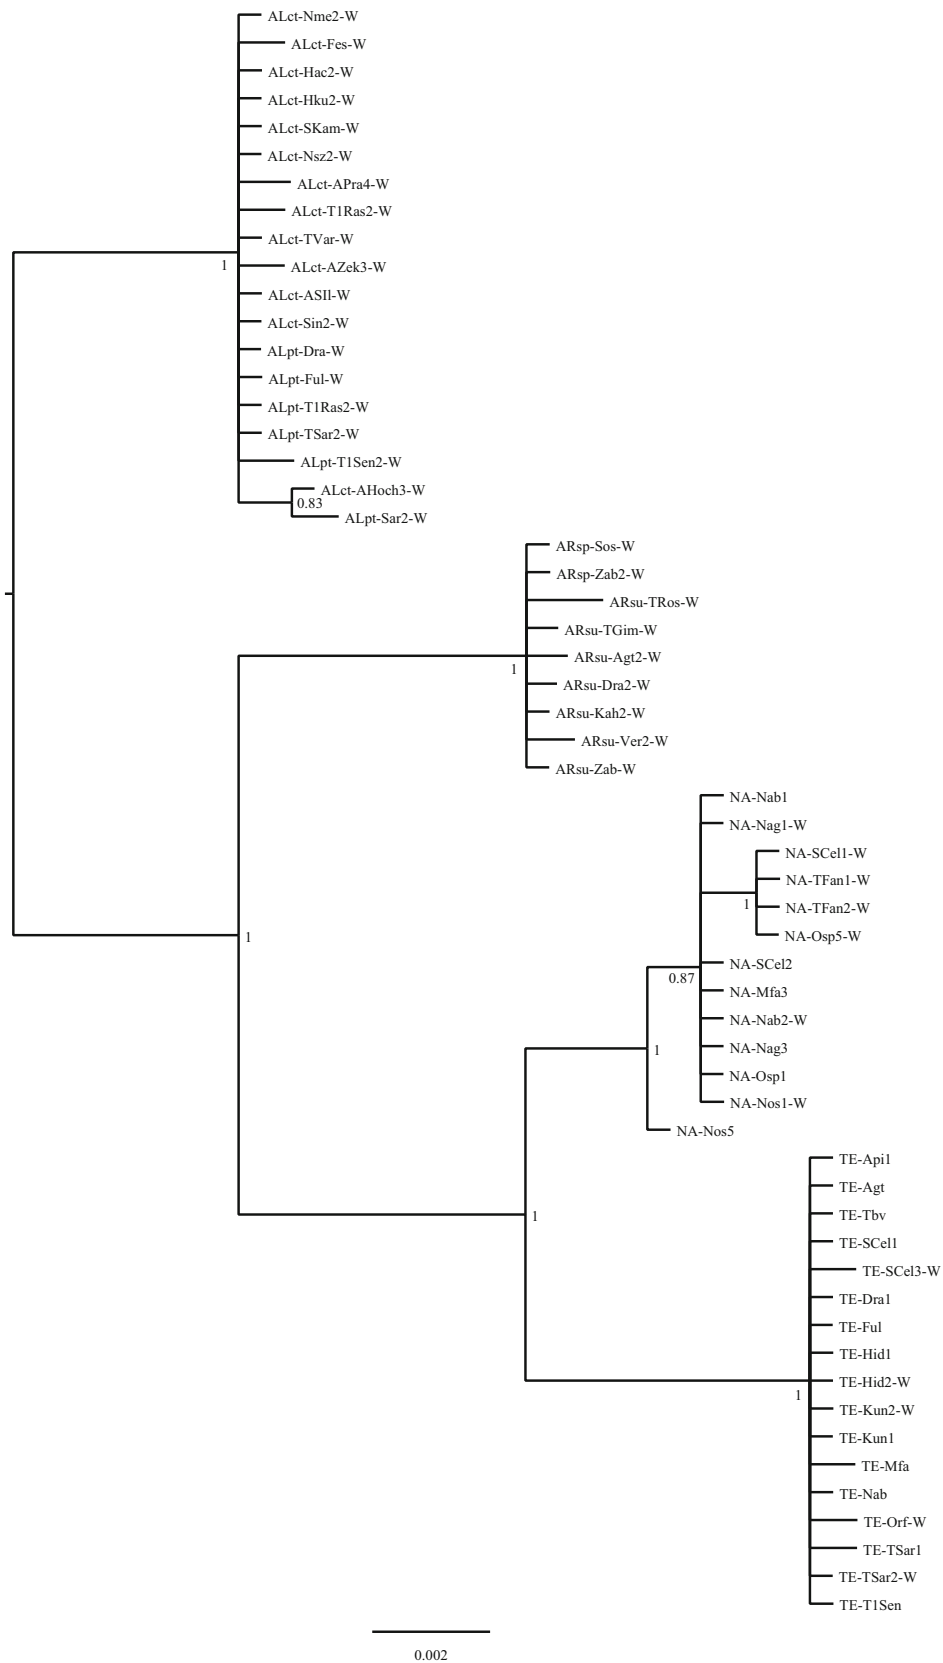 ALct-Nme2-W
ALct-Fes-W
ALct-Hac2-W
ALct-Hku2-W
ALct-SKam-W
ALct-Nsz2-W
ALct-APra4-W
ALct-T1Ras2-W
ALct-TVar-W
1
ALct-AZek3-W
ALct-ASIl-W
ALct-Sin2-W
ALpt-Dra-W
ALpt-Ful-W
ALpt-T1Ras2-W
ALpt-TSar2-W
ALpt-T1Sen2-W
ALct-AHoch3-W
0.83
ALpt-Sar2-W
ARsp-Sos-W
ARsp-Zab2-W
ARsu-TRos-W
ARsu-TGim-W
ARsu-Agt2-W
1
ARsu-Dra2-W
ARsu-Kah2-W
ARsu-Ver2-W
ARsu-Zab-W
NA-Nab1
NA-Nag1-W
NA-SCel1-W
NA-TFan1-W
1
NA-TFan2-W
NA-Osp5-W
1
NA-SCel2
0.87
NA-Mfa3
NA-Nab2-W
NA-Nag3
1
NA-Osp1
NA-Nos1-W
NA-Nos5
TE-Api1
TE-Agt
TE-Tbv
1
TE-SCel1
TE-SCel3-W
TE-Dra1
TE-Ful
TE-Hid1
TE-Hid2-W
1
TE-Kun2-W
TE-Kun1
TE-Mfa
TE-Nab
TE-Orf-W
TE-TSar1
TE-TSar2-W
TE-T1Sen
0.002